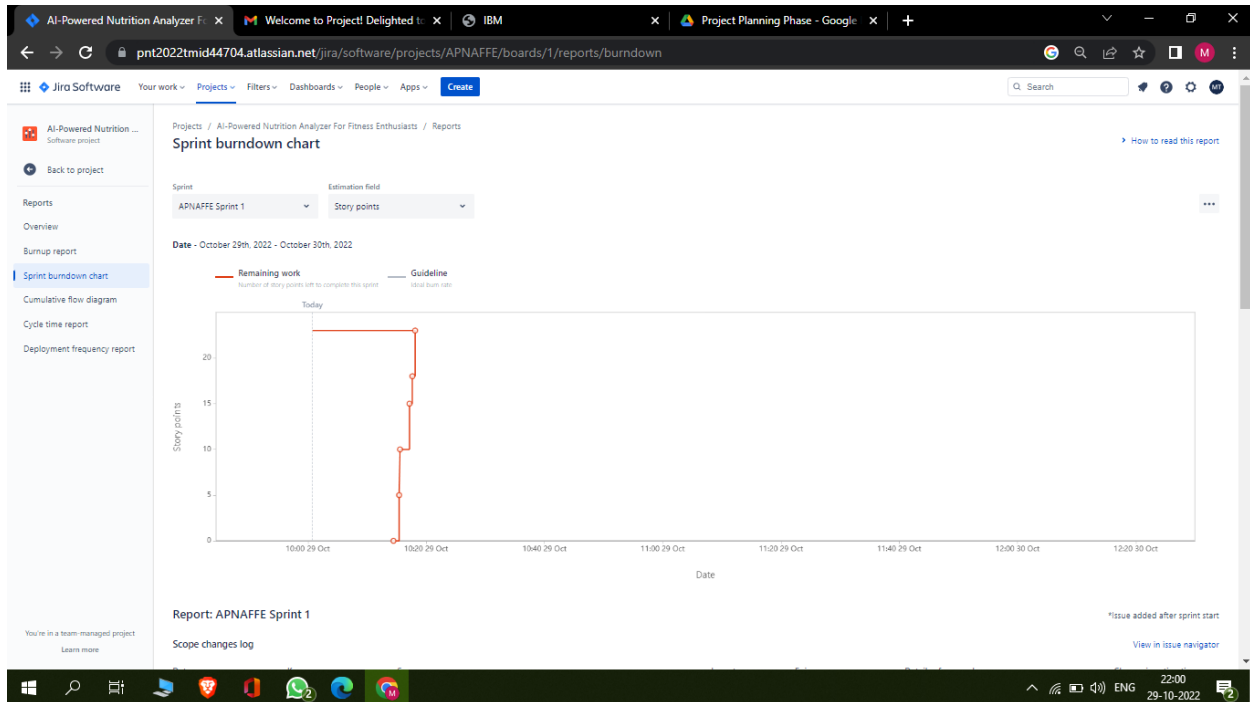 AI-Powered Nutrition Analyzer Fo
Welcome to Project! Delighted to
IBM
Project Planning Phase - Google
pnt2022tmid44704.atlassian.net/jira/software/projects/APNAFFE/boards/1/reports/burndown
M
Jira Software
Your work
Projects
Filters
Dashboards
People
Apps
Create
Search
MT
AI-Powered Nutrition ...
Software project
Back to project
Reports
Overview
Burnup report
Sprint burndown chart
Cumulative flow diagram
Cycle time report
Deployment frequency report
You're in a team-managed project
Learn more
Projects / AI-Powered Nutrition Analyzer For Fitness Enthusiasts / Reports
Sprint burndown chart
How to read this report
Sprint
Estimation field
APNAFFE Sprint 1
Story points
Date - October 29th, 2022 - October 30th, 2022
Remaining work
Number of story points left to complete this sprint
Guideline
Ideal burn rate
Today
20
15
10
5
0
Story points
10:00 29 Oct
10:20 29 Oct
10:40 29 Oct
11:00 29 Oct
11:20 29 Oct
11:40 29 Oct
12:00 30 Oct
12:20 30 Oct
Date
Report: APNAFFE Sprint 1
*Issue added after sprint start
Scope changes log
View in issue navigator
2
M
ENG
22:00
29-10-2022
2